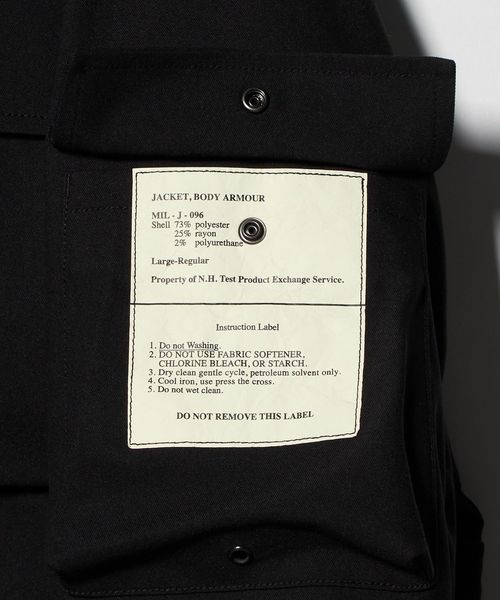 JACKET, BODY ARMOUR
MIL - J - 096
Shell 73% polyester
25% rayon
2% polyurethane
Large-Regular
Property of N.H. Test Product Exchange Service.
Instruction Label
1. Do not Washing.
2. DO NOT USE FABRIC SOFTENER,
CHLORINE BLEACH, OR STARCH.
3. Dry clean gentle cycle, petroleum solvent only.
4. Cool iron, use press the cross.
5. Do not wet clean.
DO NOT REMOVE THIS LABEL